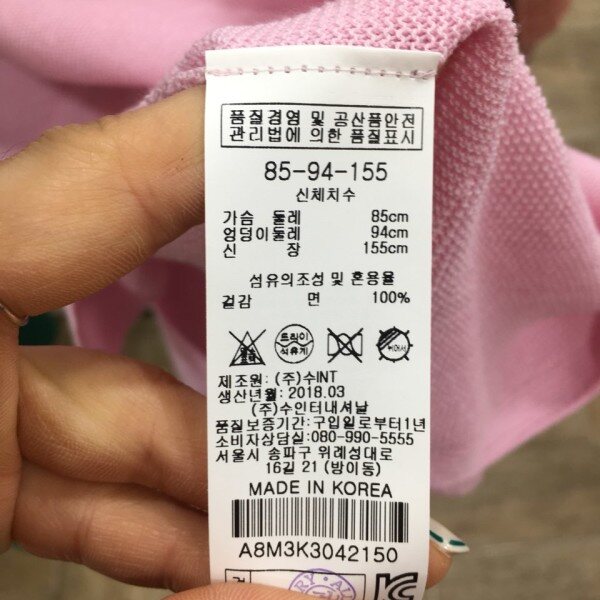 품질경영 및 공산품안전
관리법에 의한 품질표시
85-94-155
신체치수
가슴 둘레 85cm
엉덩이둘레 94cm
신 장 155cm
섬유의조성 및 혼용율
겉감 면 100%
드라이
석유계
제조원: (주)수INT
생산년월: 2018.03
(주)수인터내셔날
품질보증기간:구입일로부터1년
소비자상담실:080-990-5555
서울시 송파구 위례성대로
16길 21 (방이동)
MADE IN KOREA
A8M3K3042150